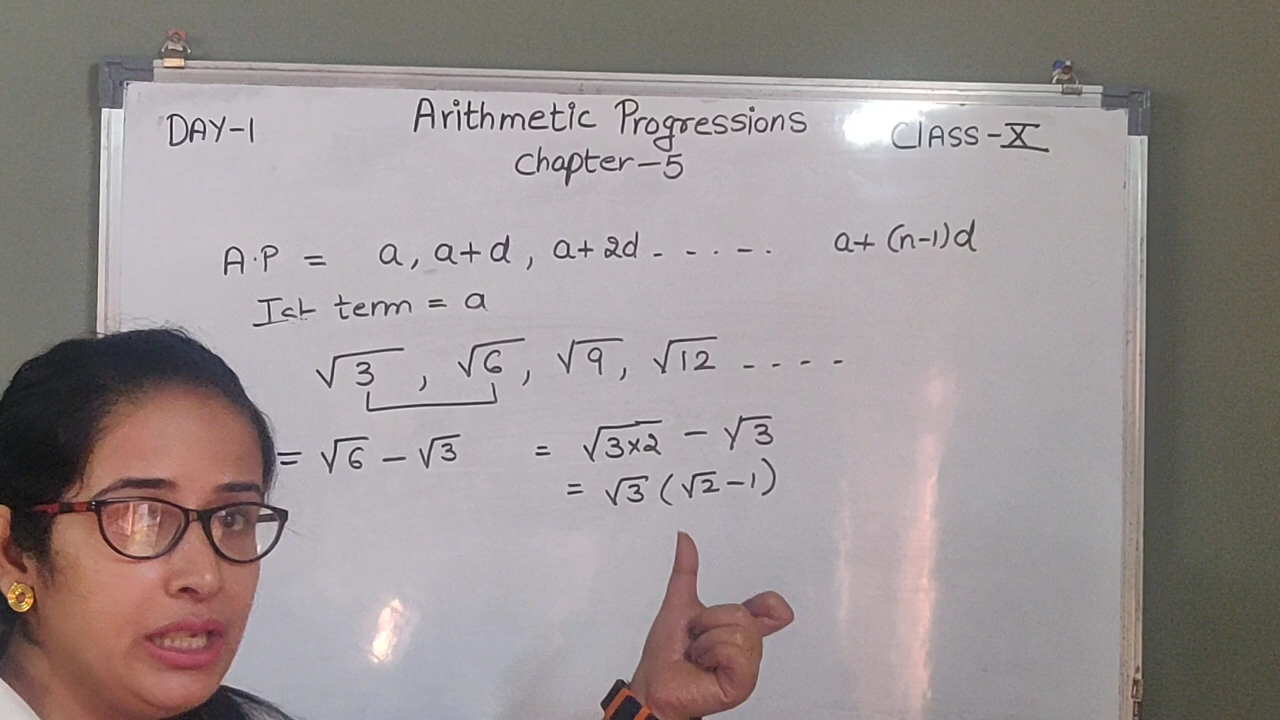 DAY-1
Arithmetic Progressions
CLASS-X
Chapter-5
A.P = a, a+d, a+2d - - . - - . a+(n-1)d
Ist term = a
√3, √6, √9, √12 - - - -
= √6 - √3 = √3×2 - √3
= √3(√2-1)